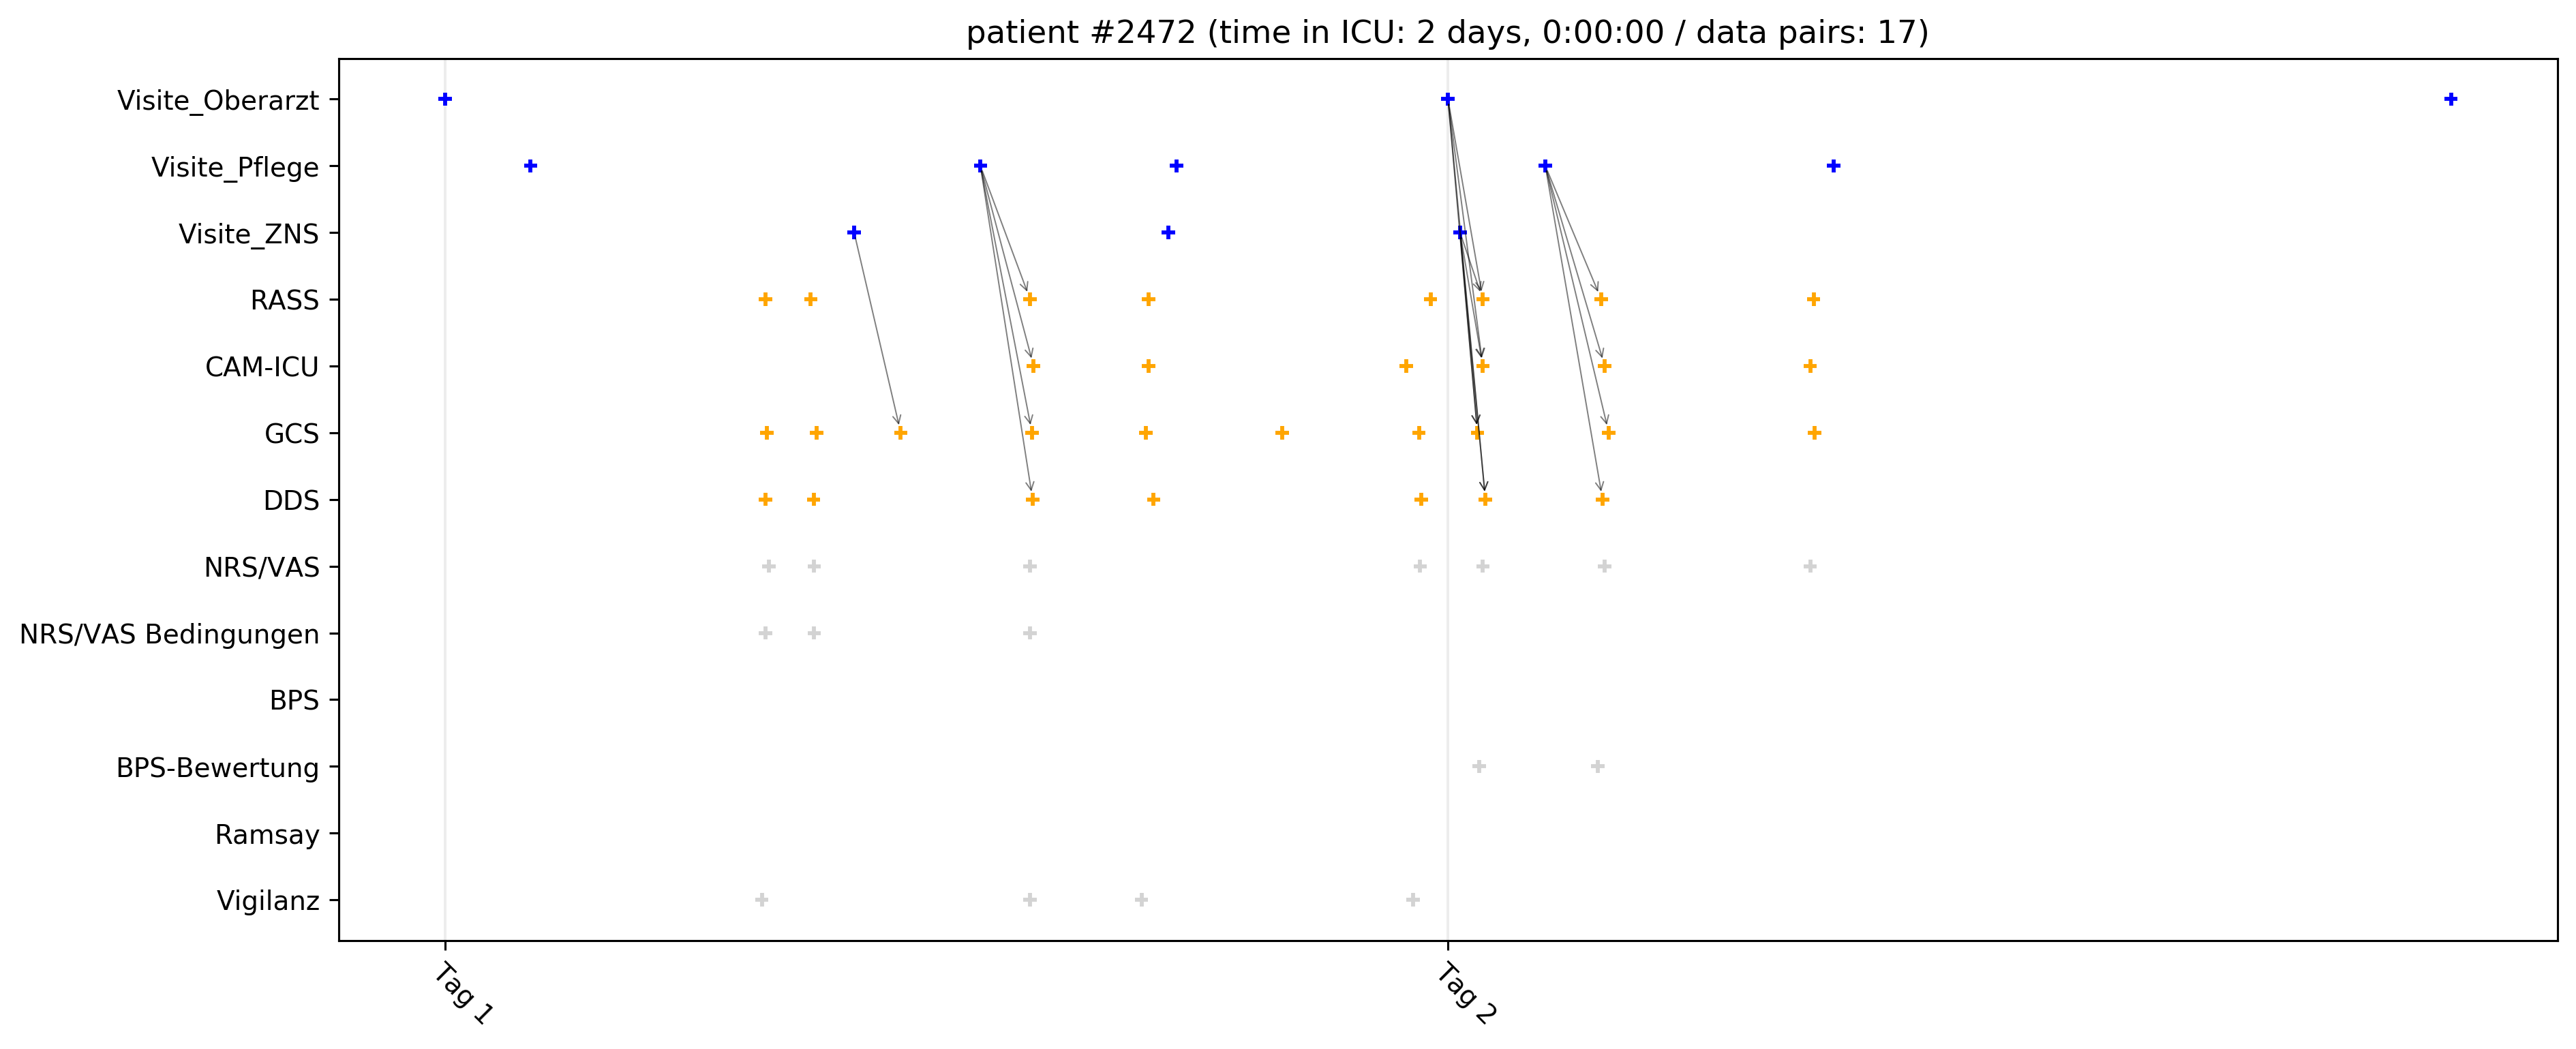 patient #2472 (time in ICU: 2 days, 0:00:00 / data pairs: 17)
Visite_Oberarzt
Visite_Pflege
Visite_ZNS
RASS
CAM-ICU
GCS
DDS
NRS/VAS
NRS/VAS Bedingungen
BPS
BPS-Bewertung
Ramsay
Vigilanz
Tag 1
Tag 2